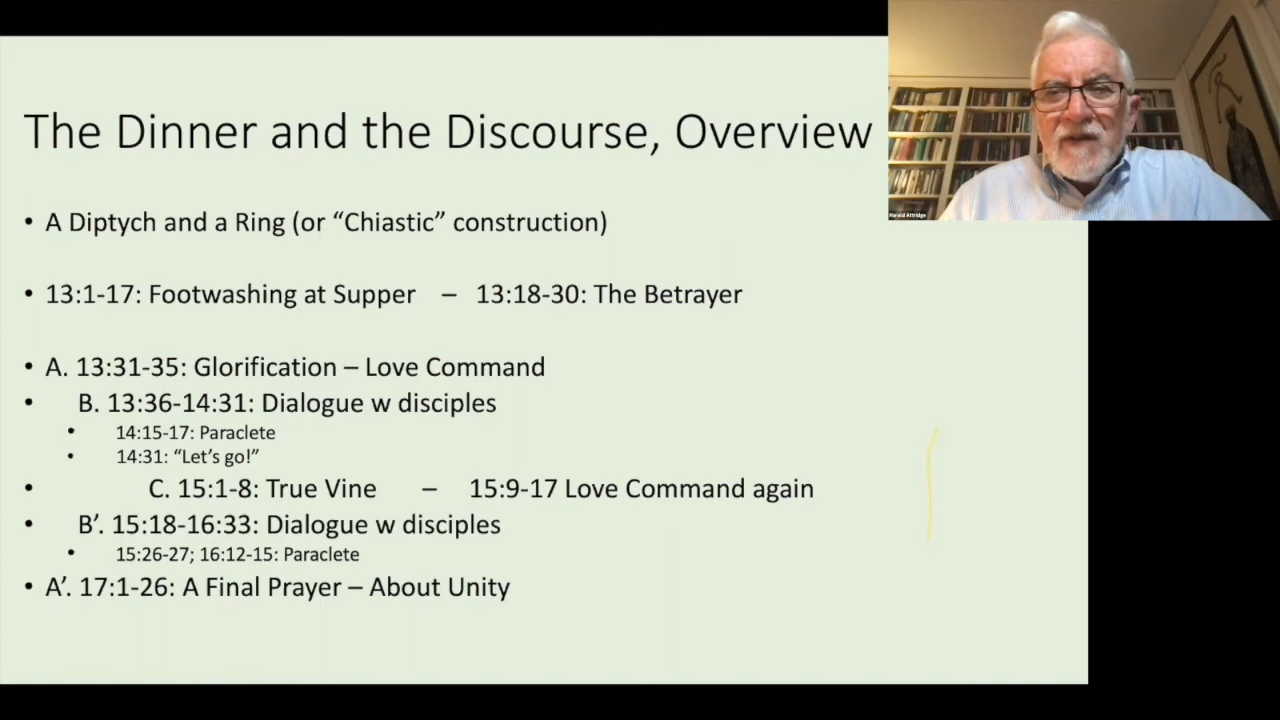 The Dinner and the Discourse, Overview
• A Diptych and a Ring (or “Chiastic” construction)
• 13:1-17: Footwashing at Supper – 13:18-30: The Betrayer
• A. 13:31-35: Glorification – Love Command
• B. 13:36-14:31: Dialogue w disciples
• 14:15-17: Paraclete
• 14:31: “Let’s go!”
• C. 15:1-8: True Vine – 15:9-17 Love Command again
• B’. 15:18-16:33: Dialogue w disciples
• 15:26-27; 16:12-15: Paraclete
• A’. 17:1-26: A Final Prayer – About Unity
Harold Attridge